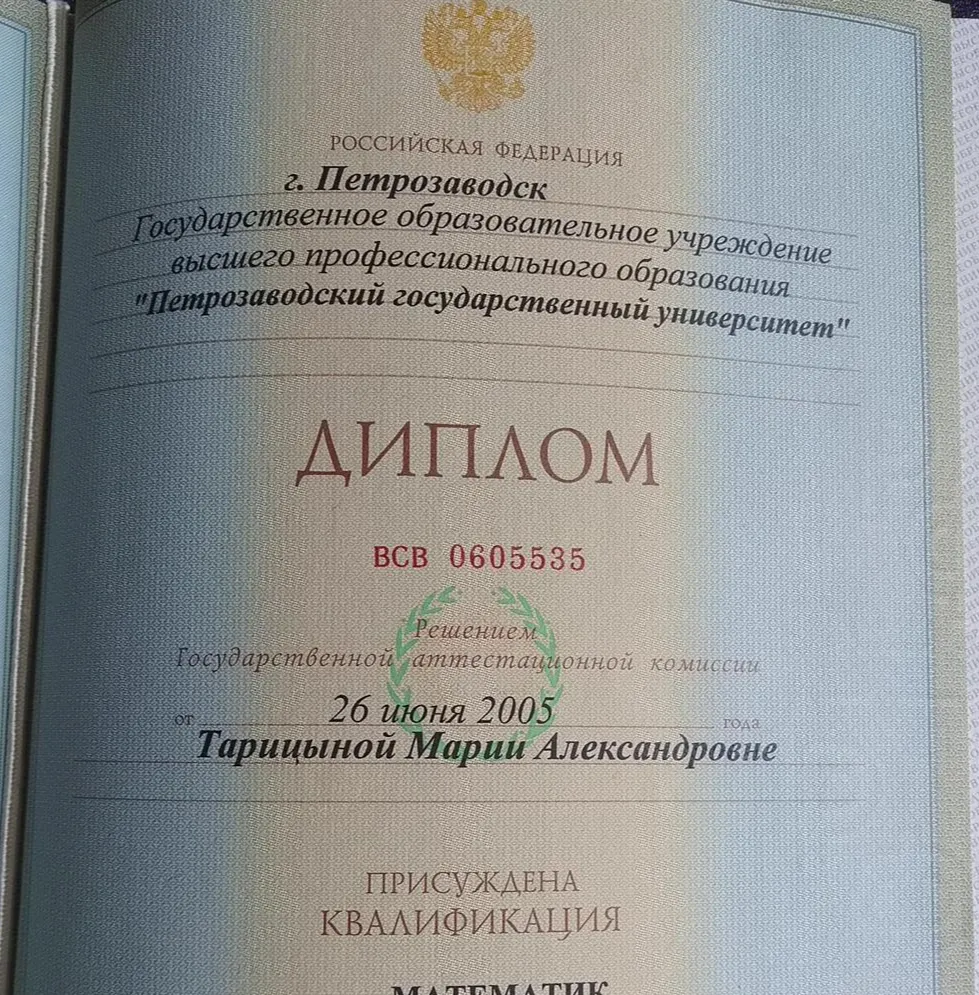 РОССИЙСКАЯ ФЕДЕРАЦИЯ
г. Петрозаводск
Государственное образовательное учреждение
высшего профессионального образования
"Петрозаводский государственный университет"
ДИПЛОМ
ВСВ 0605535
Решением
Государственной аттестационной комиссии
от 26 июня 2005 года
Тарицыной Марии Александровне
ПРИСУЖДЕНА
КВАЛИФИКАЦИЯ
МАТЕМАТИК